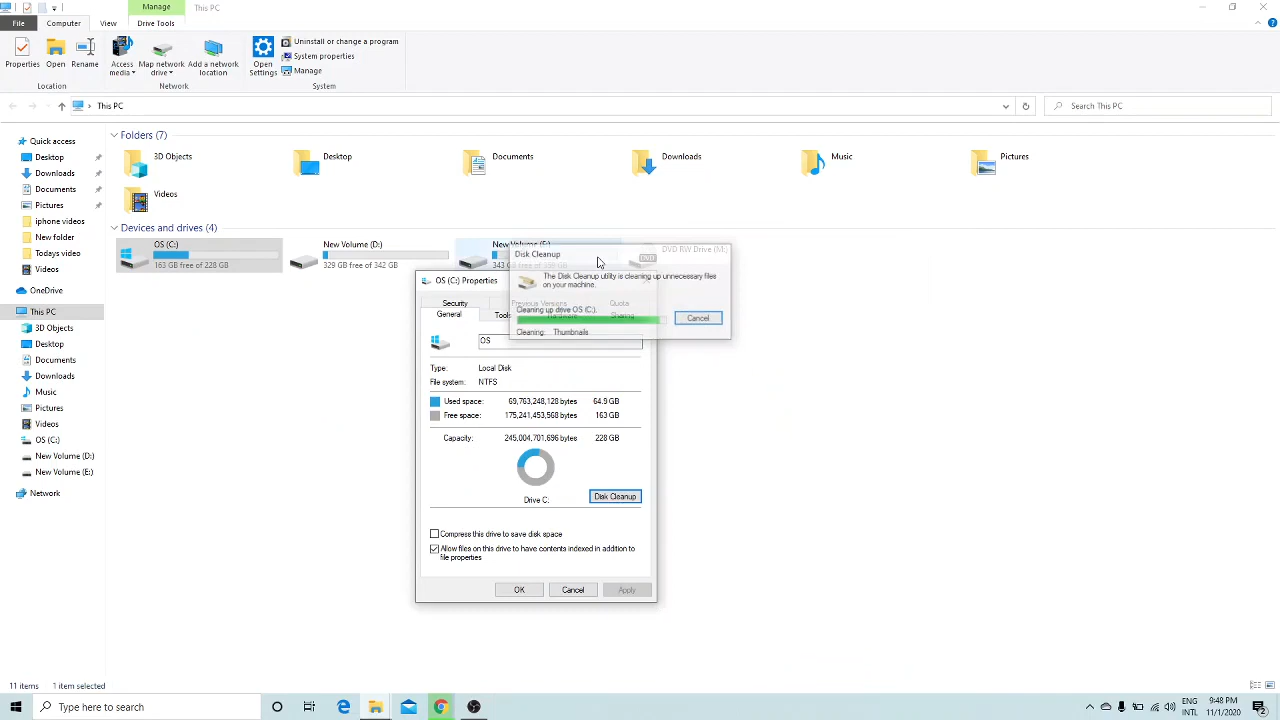 Manage
This PC
File
Computer
View
Drive Tools
Properties
Open
Rename
Access media
Map network drive
Add a network location
Open Settings
Uninstall or change a program
System properties
Manage
Location
Network
System
This PC
Search This PC
Quick access
Desktop
Downloads
Documents
Pictures
iphone videos
New folder
Todays video
Videos
OneDrive
This PC
3D Objects
Desktop
Documents
Downloads
Music
Pictures
Videos
OS (C:)
New Volume (D:)
New Volume (E:)
Network
Folders (7)
3D Objects
Desktop
Documents
Downloads
Music
Pictures
Videos
Devices and drives (4)
OS (C:)
163 GB free of 228 GB
New Volume (D:)
329 GB free of 342 GB
New Volume
DVD RW Drive (M:)
DVD
Disk Cleanup
The Disk Cleanup utility is cleaning up unnecessary files
on your machine.
Cleaning up drive OS (C:).
Cancel
Cleaning: Thumbnails
OS (C:) Properties
Security
Previous Versions
Quota
General
Tools
Hardware
Sharing
OS
Type: Local Disk
File system: NTFS
Used space: 69,763,248,128 bytes 64.9 GB
Free space: 175,241,453,568 bytes 163 GB
Capacity: 245,004,701,696 bytes 228 GB
Drive C:
Disk Cleanup
Compress this drive to save disk space
Allow files on this drive to have contents indexed in addition to
file properties
OK
Cancel
Apply
11 items
1 item selected
Type here to search
ENG
INTL
9:48 PM
11/1/2020
2